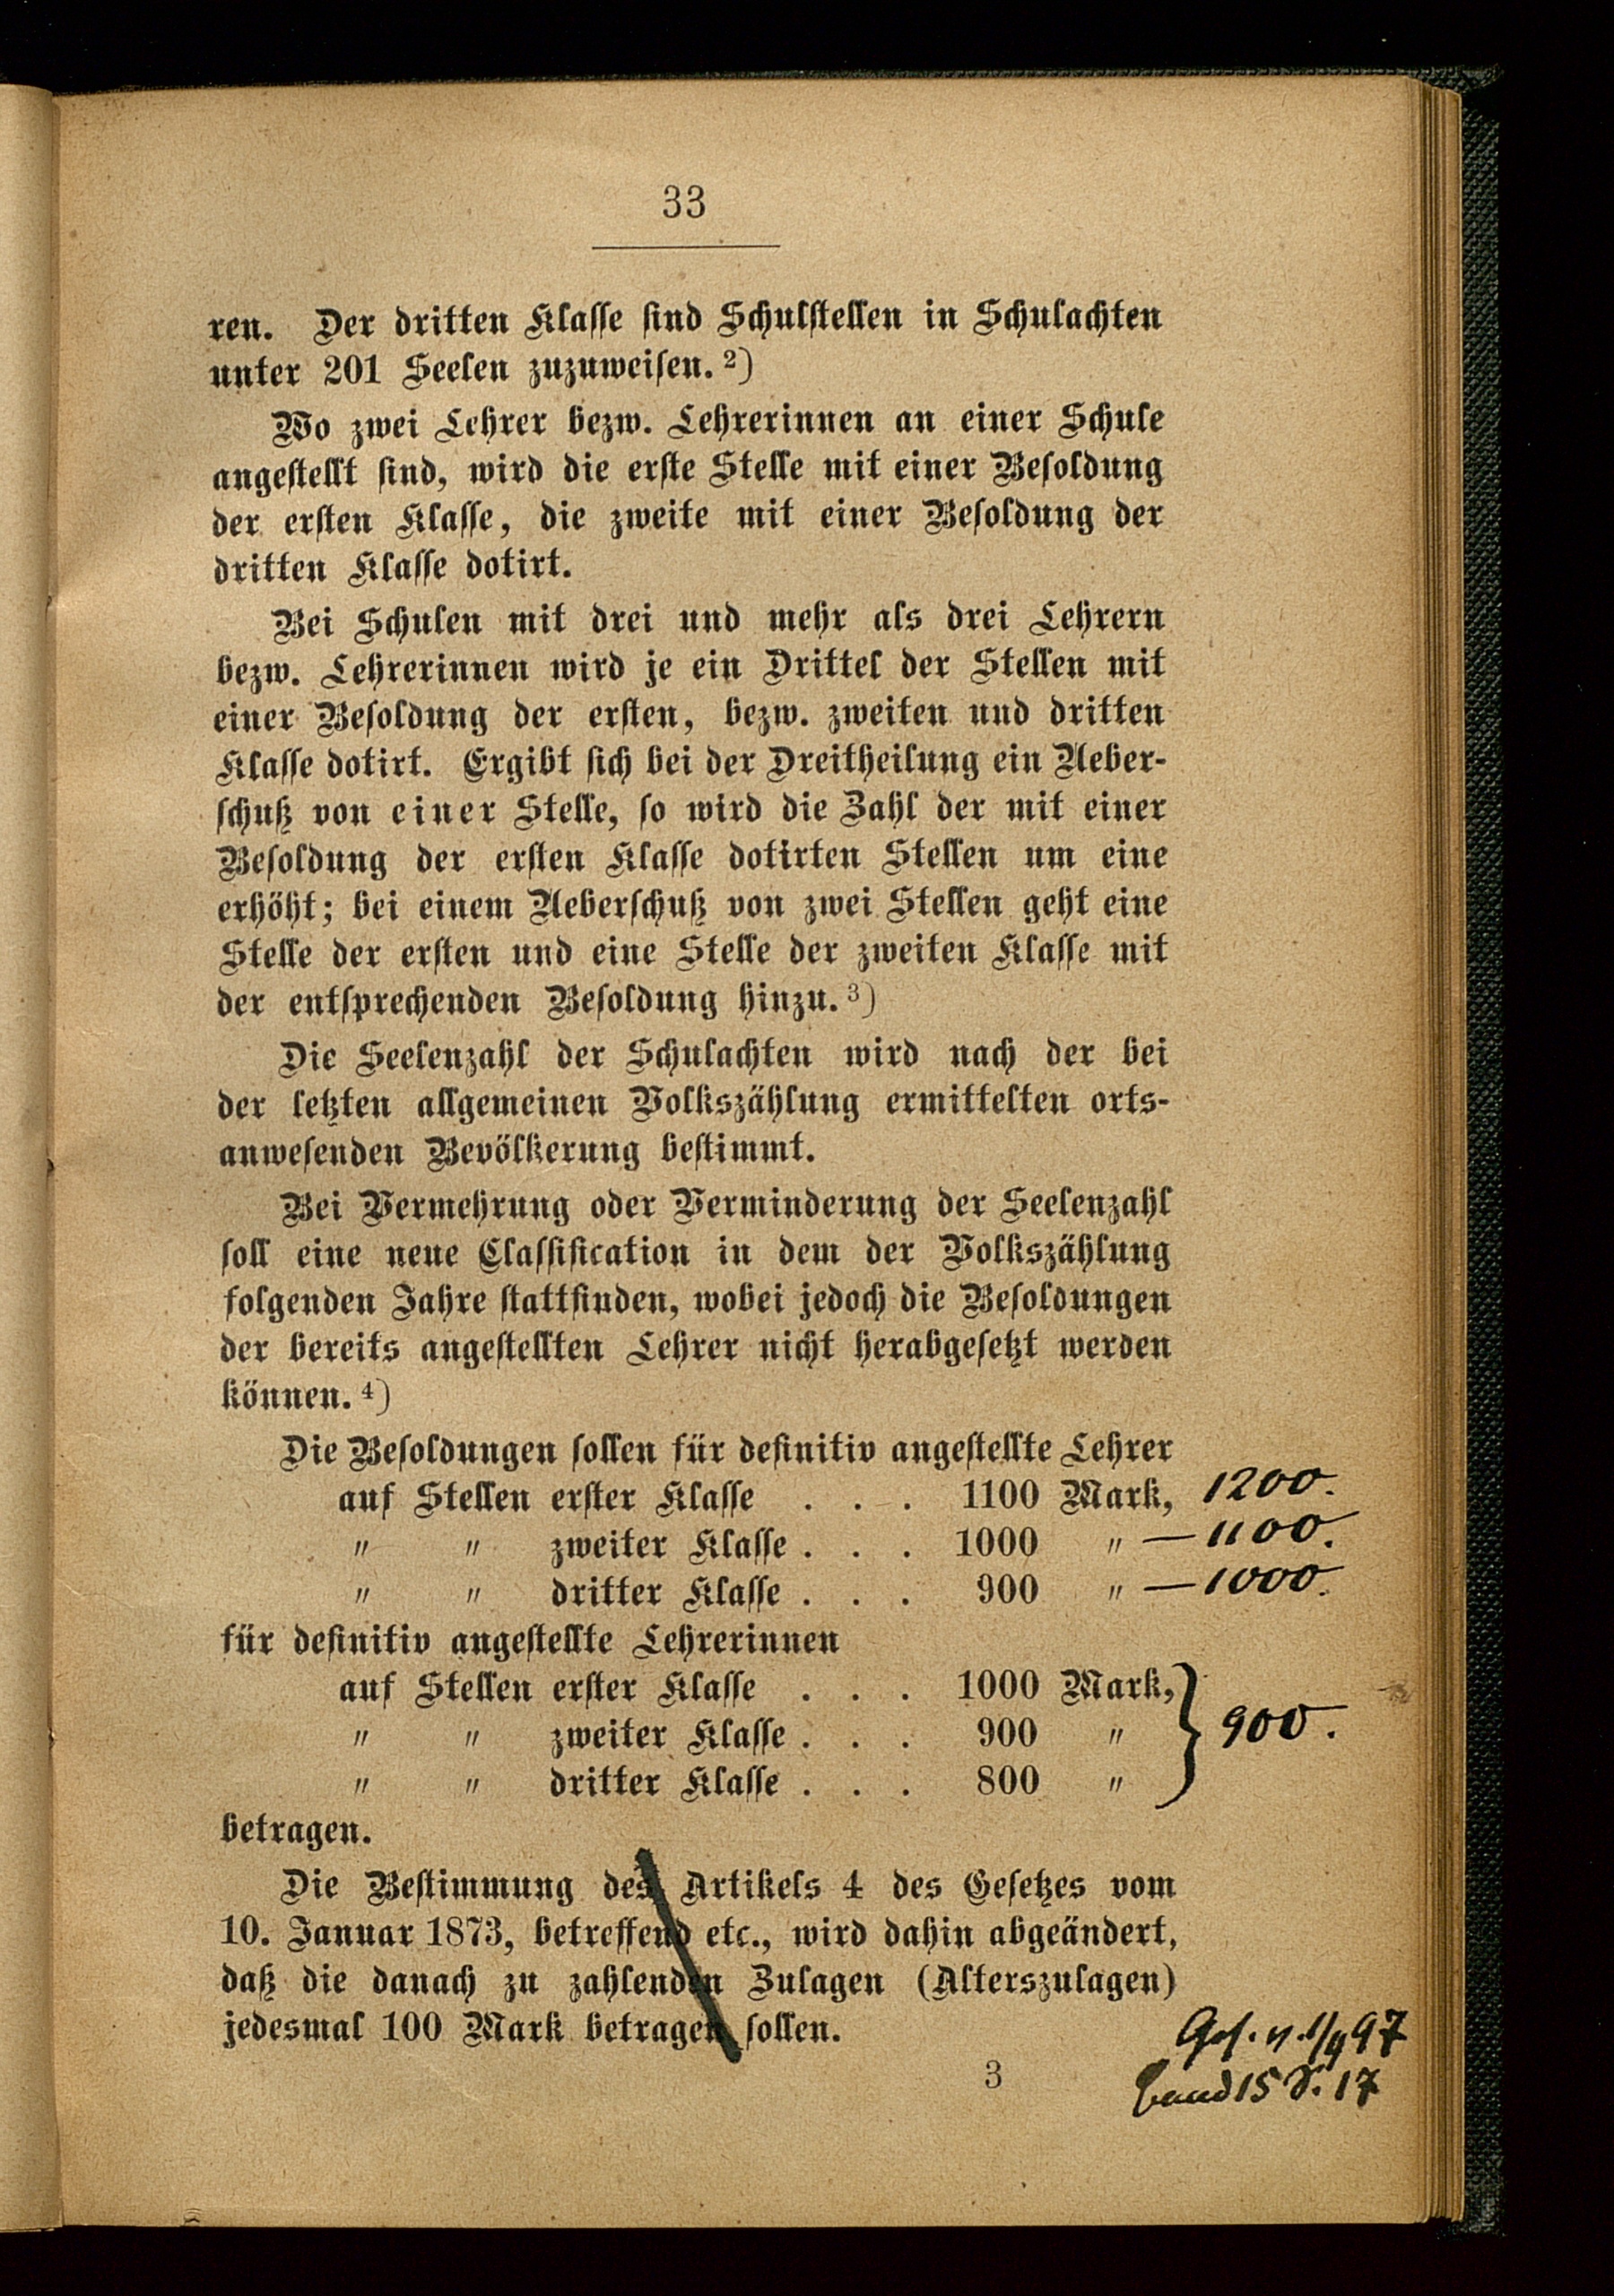 33
ren. Der dritten Klasse sind Schulstellen in Schulachten
unter 201 Seelen zuzuweisen. 2)
Wo zwei Lehrer bezw. Lehrerinnen an einer Schule
angestellt sind, wird die erste Stelle mit einer Besoldung
der ersten Klasse, die zweite mit einer Besoldung der
dritten Klasse dotirt.
Bei Schulen mit drei und mehr als drei Lehrern
bezw. Lehrerinnen wird je ein Drittel der Stellen mit
einer Besoldung der ersten, bezw. zweiten und dritten
Klasse dotirt. Ergibt sich bei der Dreitheilung ein Ueber-
schuß von einer Stelle, so wird die Zahl der mit einer
Besoldung der ersten Klasse dotirten Stellen um eine
erhöht; bei einem Ueberschuß von zwei Stellen geht eine
Stelle der ersten und eine Stelle der zweiten Klasse mit
der entsprechenden Besoldung hinzu. 3)
Die Seelenzahl der Schulachten wird nach der bei
der letzten allgemeinen Volkszählung ermittelten orts-
anwesenden Bevölkerung bestimmt.
Bei Vermehrung oder Verminderung der Seelenzahl
soll eine neue Classification in dem der Volkszählung
folgenden Jahre stattfinden, wobei jedoch die Besoldungen
der bereits angestellten Lehrer nicht herabgesetzt werden
können. 4)
Die Besoldungen sollen für definitiv angestellte Lehrer
auf Stellen erster Klasse . . . 1100 Mark, 1200.
" " zweiter Klasse . . . 1000 " — 1100.
" " dritter Klasse . . . 900 " — 1000.
für definitiv angestellte Lehrerinnen
auf Stellen erster Klasse . . . 1000 Mark,
" " zweiter Klasse . . . 900 " } 900.
" " dritter Klasse . . . 800 "
betragen.
Die Bestimmung des Artikels 4 des Gesetzes vom
10. Januar 1873, betreffend etc., wird dahin abgeändert,
daß die danach zu zahlenden Zulagen (Alterszulagen)
jedesmal 100 Mark betragen sollen.
Ges. v. 97
3
band 15 S. 17